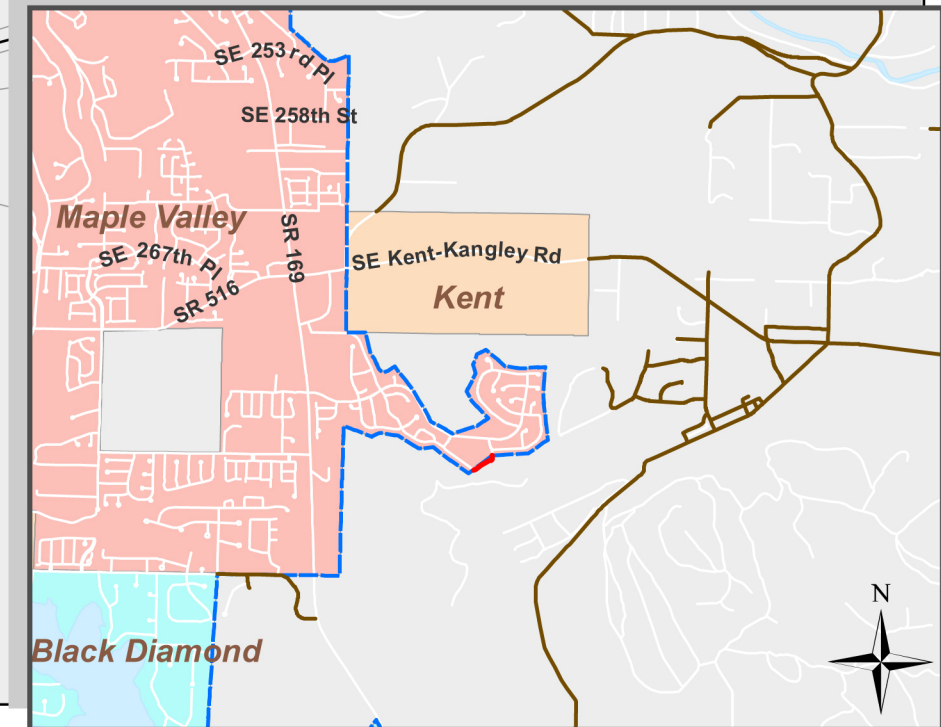 SE 253rd Pl
SE 258th St
Maple Valley
SR 169
SE 267th Pl
SE Kent-Kangley Rd
SR 516
Kent
N
Black Diamond